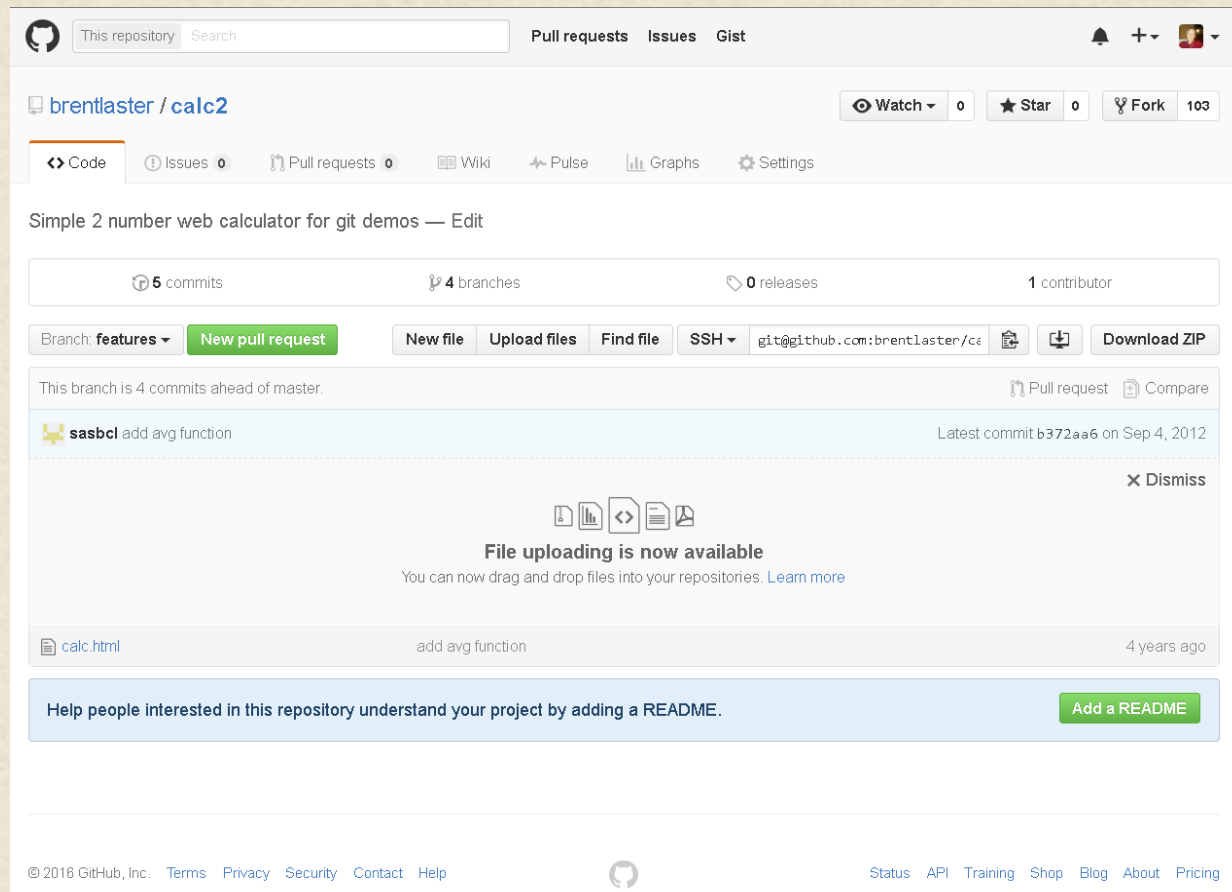 This repository Search Pull requests Issues Gist
brentlaster / calc2 Watch 0 Star 0 Fork 103
Code Issues 0 Pull requests 0 Wiki Pulse Graphs Settings
Simple 2 number web calculator for git demos — Edit
5 commits 4 branches 0 releases 1 contributor
Branch: features New pull request New file Upload files Find file SSH git@github.com:brentlaster/ca Download ZIP
This branch is 4 commits ahead of master. Pull request Compare
sasbcl add avg function Latest commit b372aa6 on Sep 4, 2012
Dismiss
File uploading is now available
You can now drag and drop files into your repositories. Learn more
calc.html add avg function 4 years ago
Help people interested in this repository understand your project by adding a README. Add a README
© 2016 GitHub, Inc. Terms Privacy Security Contact Help Status API Training Shop Blog About Pricing